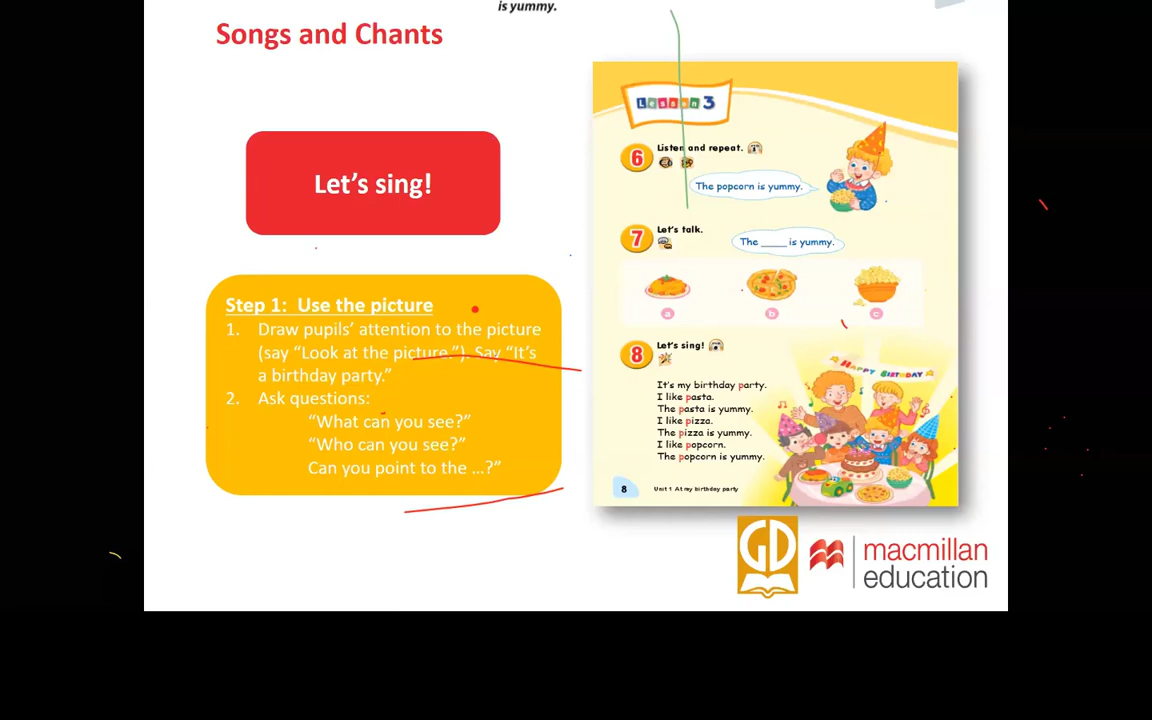 is yummy.
Songs and Chants
Let's sing!
Step 1: Use the picture
1. Draw pupils' attention to the picture
(say "Look at the picture."). Say "It's
a birthday party."
2. Ask questions:
"What can you see?"
"Who can you see?"
Can you point to the ...?"
Lesson 3
6 Listen and repeat.
The popcorn is yummy.
7 Let's talk.
The ____ is yummy.
a b c
8 Let's sing!
HAPPY BIRTHDAY
It's my birthday party.
I like pasta.
The pasta is yummy.
I like pizza.
The pizza is yummy.
I like popcorn.
The popcorn is yummy.
8 Unit 1 At my birthday party
GD
macmillan
education